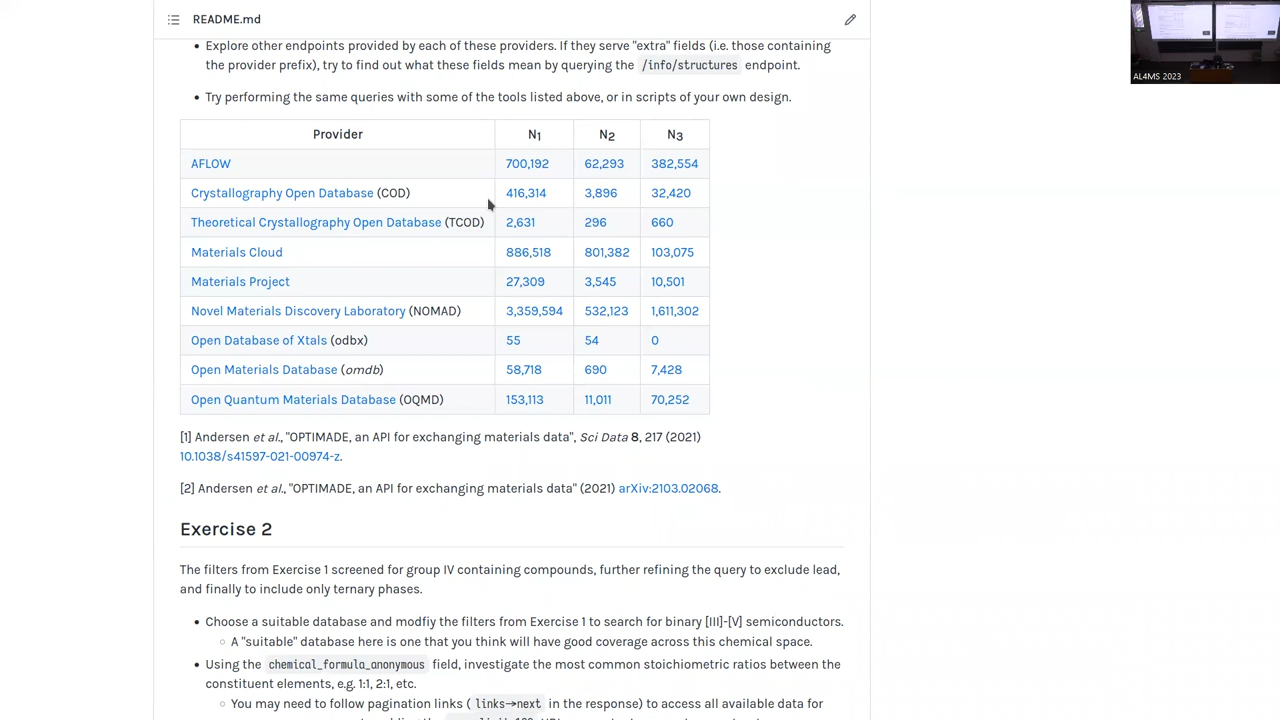 README.md
AL4MS 2023
• Explore other endpoints provided by each of these providers. If they serve "extra" fields (i.e. those containing
the provider prefix), try to find out what these fields mean by querying the /info/structures endpoint.
• Try performing the same queries with some of the tools listed above, or in scripts of your own design.
Provider N1 N2 N3
AFLOW 700,192 62,293 382,554
Crystallography Open Database (COD) 416,314 3,896 32,420
Theoretical Crystallography Open Database (TCOD) 2,631 296 660
Materials Cloud 886,518 801,382 103,075
Materials Project 27,309 3,545 10,501
Novel Materials Discovery Laboratory (NOMAD) 3,359,594 532,123 1,611,302
Open Database of Xtals (odbx) 55 54 0
Open Materials Database (omdb) 58,718 690 7,428
Open Quantum Materials Database (OQMD) 153,113 11,011 70,252
[1] Andersen et al., "OPTIMADE, an API for exchanging materials data", Sci Data 8, 217 (2021)
10.1038/s41597-021-00974-z.
[2] Andersen et al., "OPTIMADE, an API for exchanging materials data" (2021) arXiv:2103.02068.
Exercise 2
The filters from Exercise 1 screened for group IV containing compounds, further refining the query to exclude lead,
and finally to include only ternary phases.
• Choose a suitable database and modfiy the filters from Exercise 1 to search for binary [III]-[V] semiconductors.
◦ A "suitable" database here is one that you think will have good coverage across this chemical space.
• Using the chemical_formula_anonymous field, investigate the most common stoichiometric ratios between the
constituent elements, e.g. 1:1, 2:1, etc.
◦ You may need to follow pagination links ( links→next in the response) to access all available data for